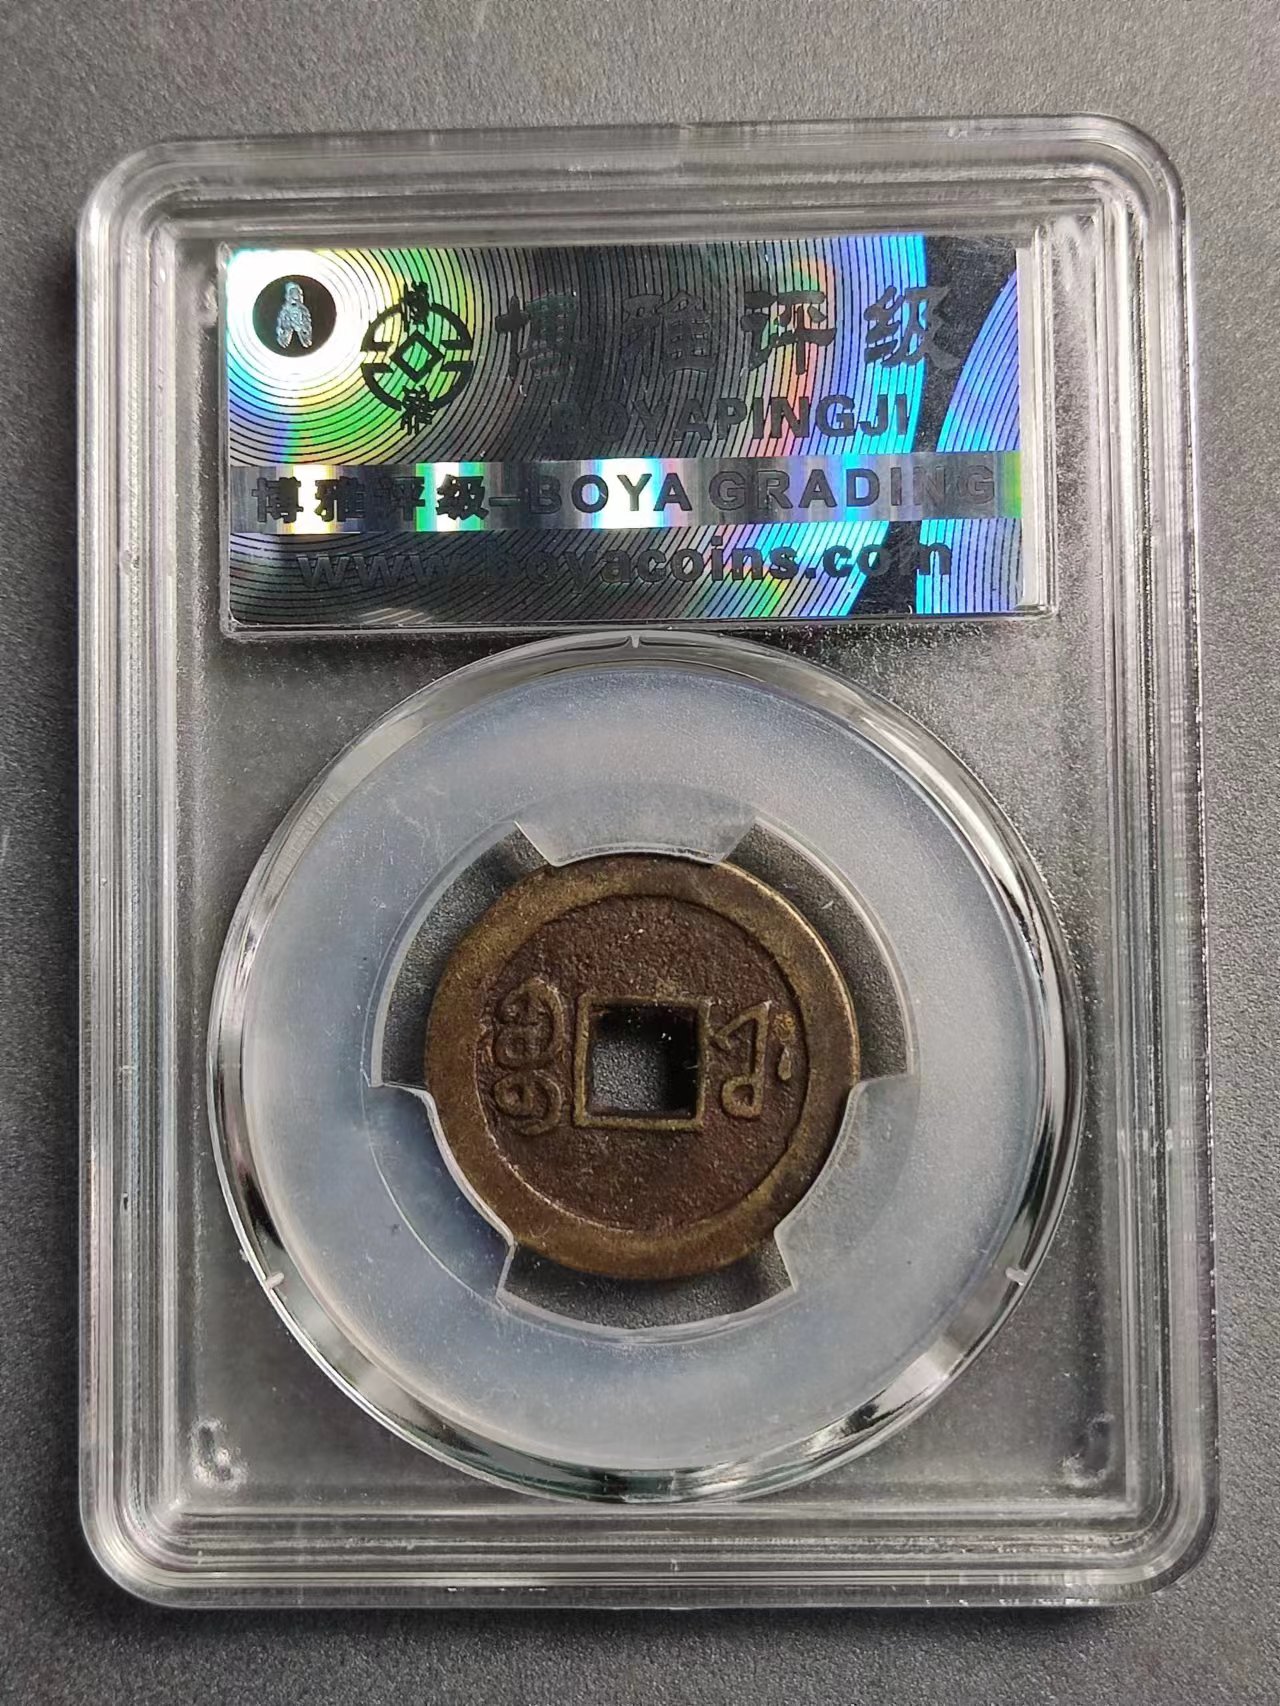 博雅评级
BOYAPINGJI
博雅评级-BOYA GRADING
www.boyacoins.com